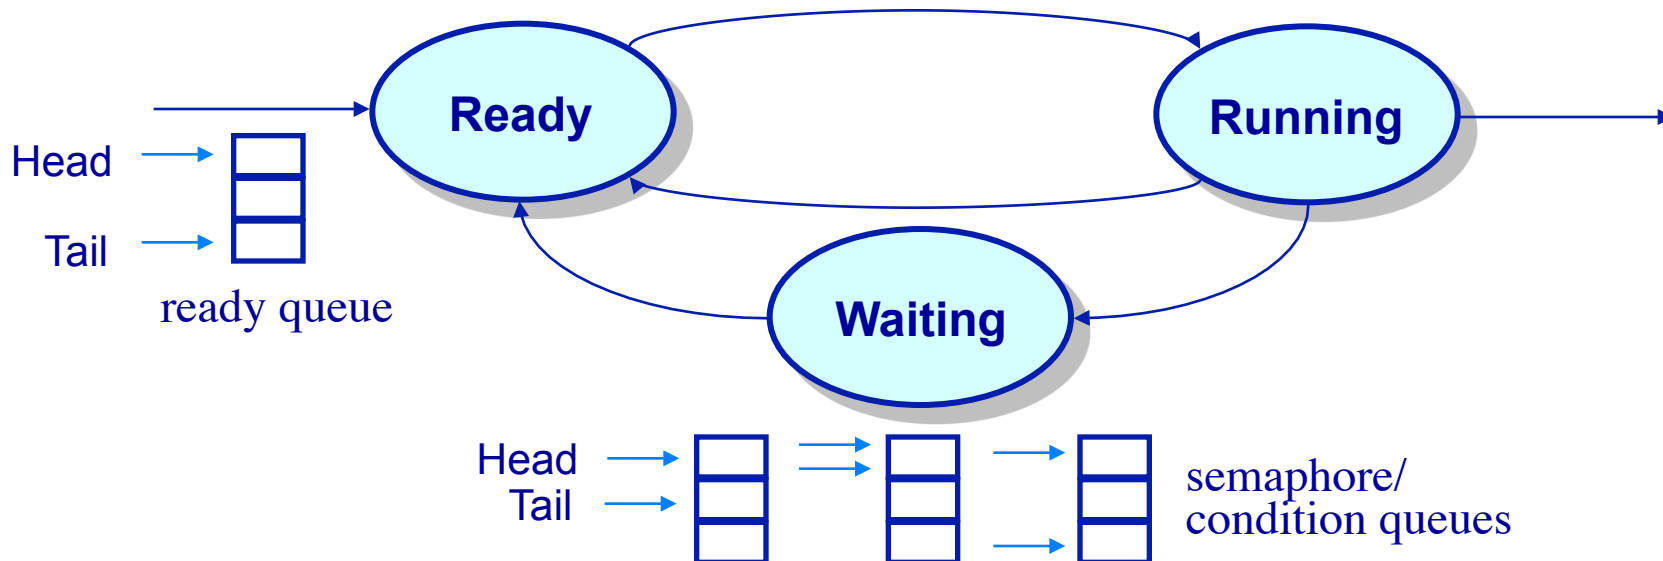 Ready
Running
Head
Tail
ready queue
Waiting
Head
Tail
semaphore/
condition queues